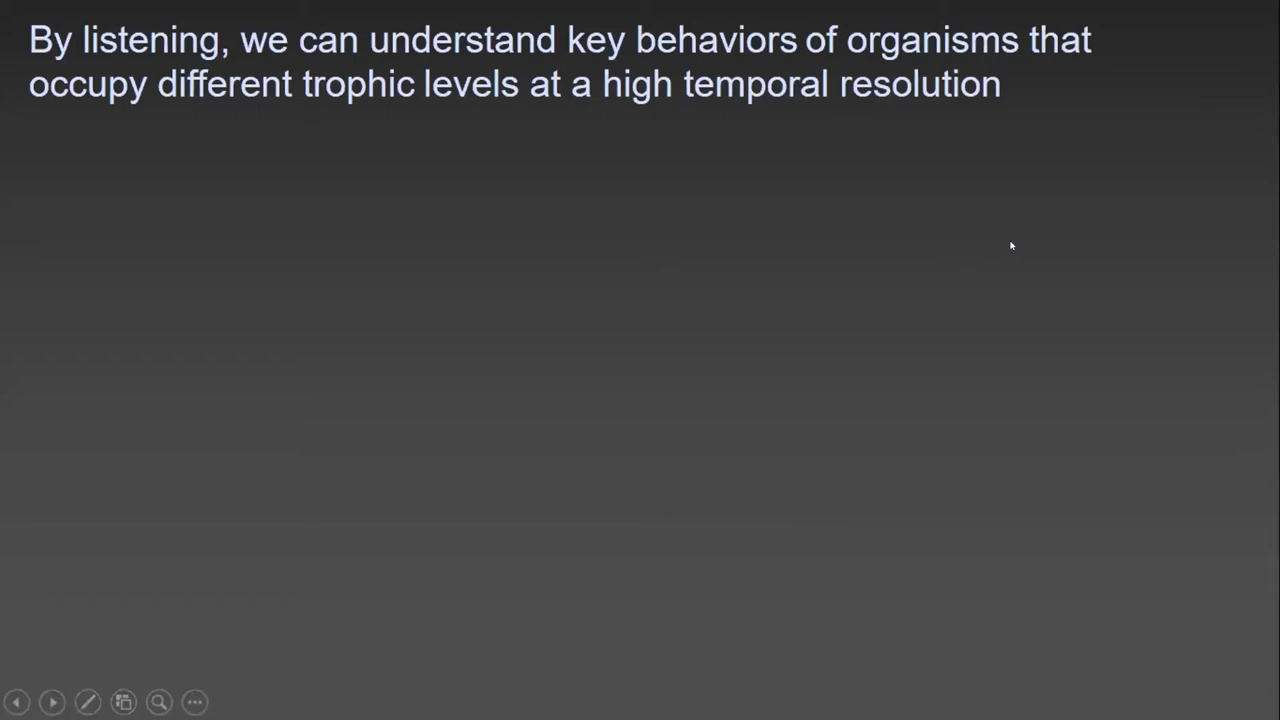 By listening, we can understand key behaviors of organisms that
occupy different trophic levels at a high temporal resolution